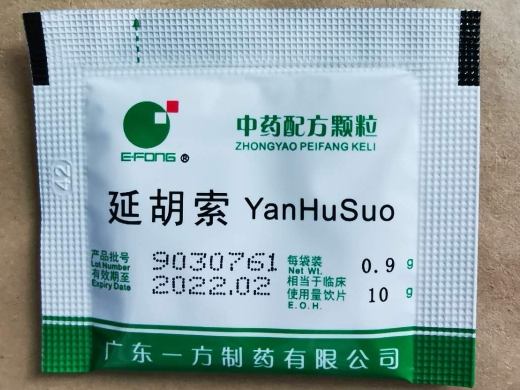 中药配方颗粒
ZHONGYAO PEIFANG KELI
E-FONG ®
42
延胡索 YanHuSuo
产品批号
Lot Number
9030761
有效期至
Expiry Date
2022.02
每袋装
Net Wt.
0.9 g
相当于临床
使用量饮片
E.O.H.
10 g
广东一方制药有限公司